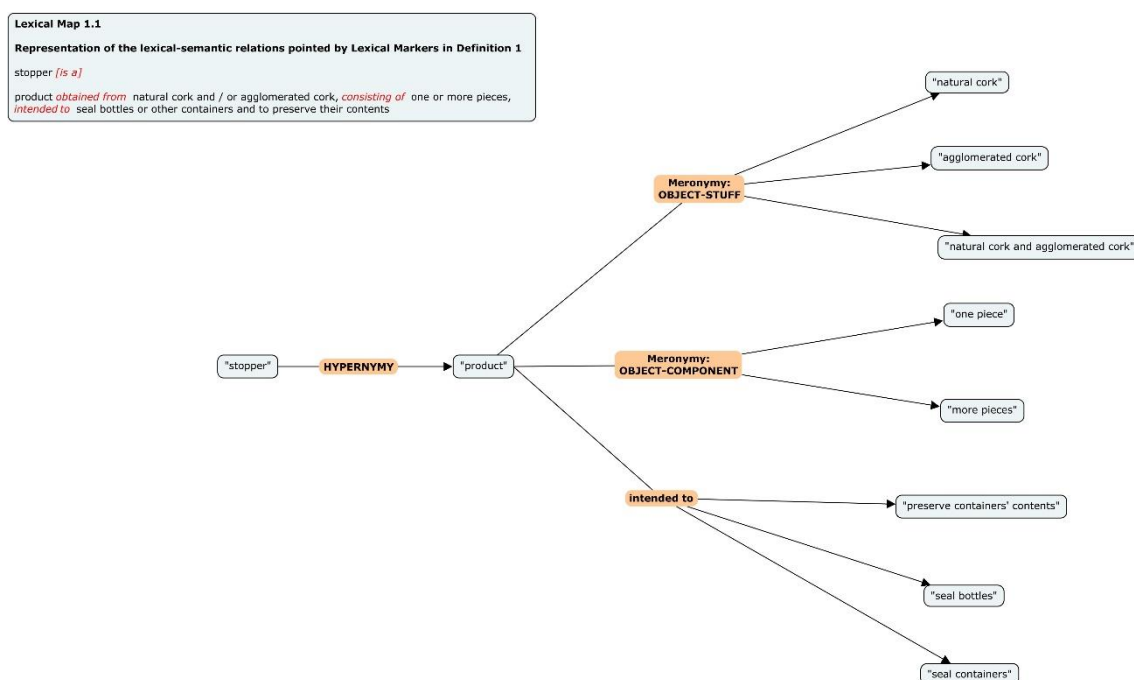 Lexical Map 1.1
Representation of the lexical-semantic relations pointed by Lexical Markers in Definition 1
stopper [is a]
product obtained from natural cork and / or agglomerated cork, consisting of one or more pieces,
intended to seal bottles or other containers and to preserve their contents
"natural cork"
"agglomerated cork"
Meronymy:
OBJECT-STUFF
"natural cork and agglomerated cork"
"one piece"
"stopper"
HYPERNYMY
"product"
Meronymy:
OBJECT-COMPONENT
"more pieces"
intended to
"preserve containers' contents"
"seal bottles"
"seal containers"